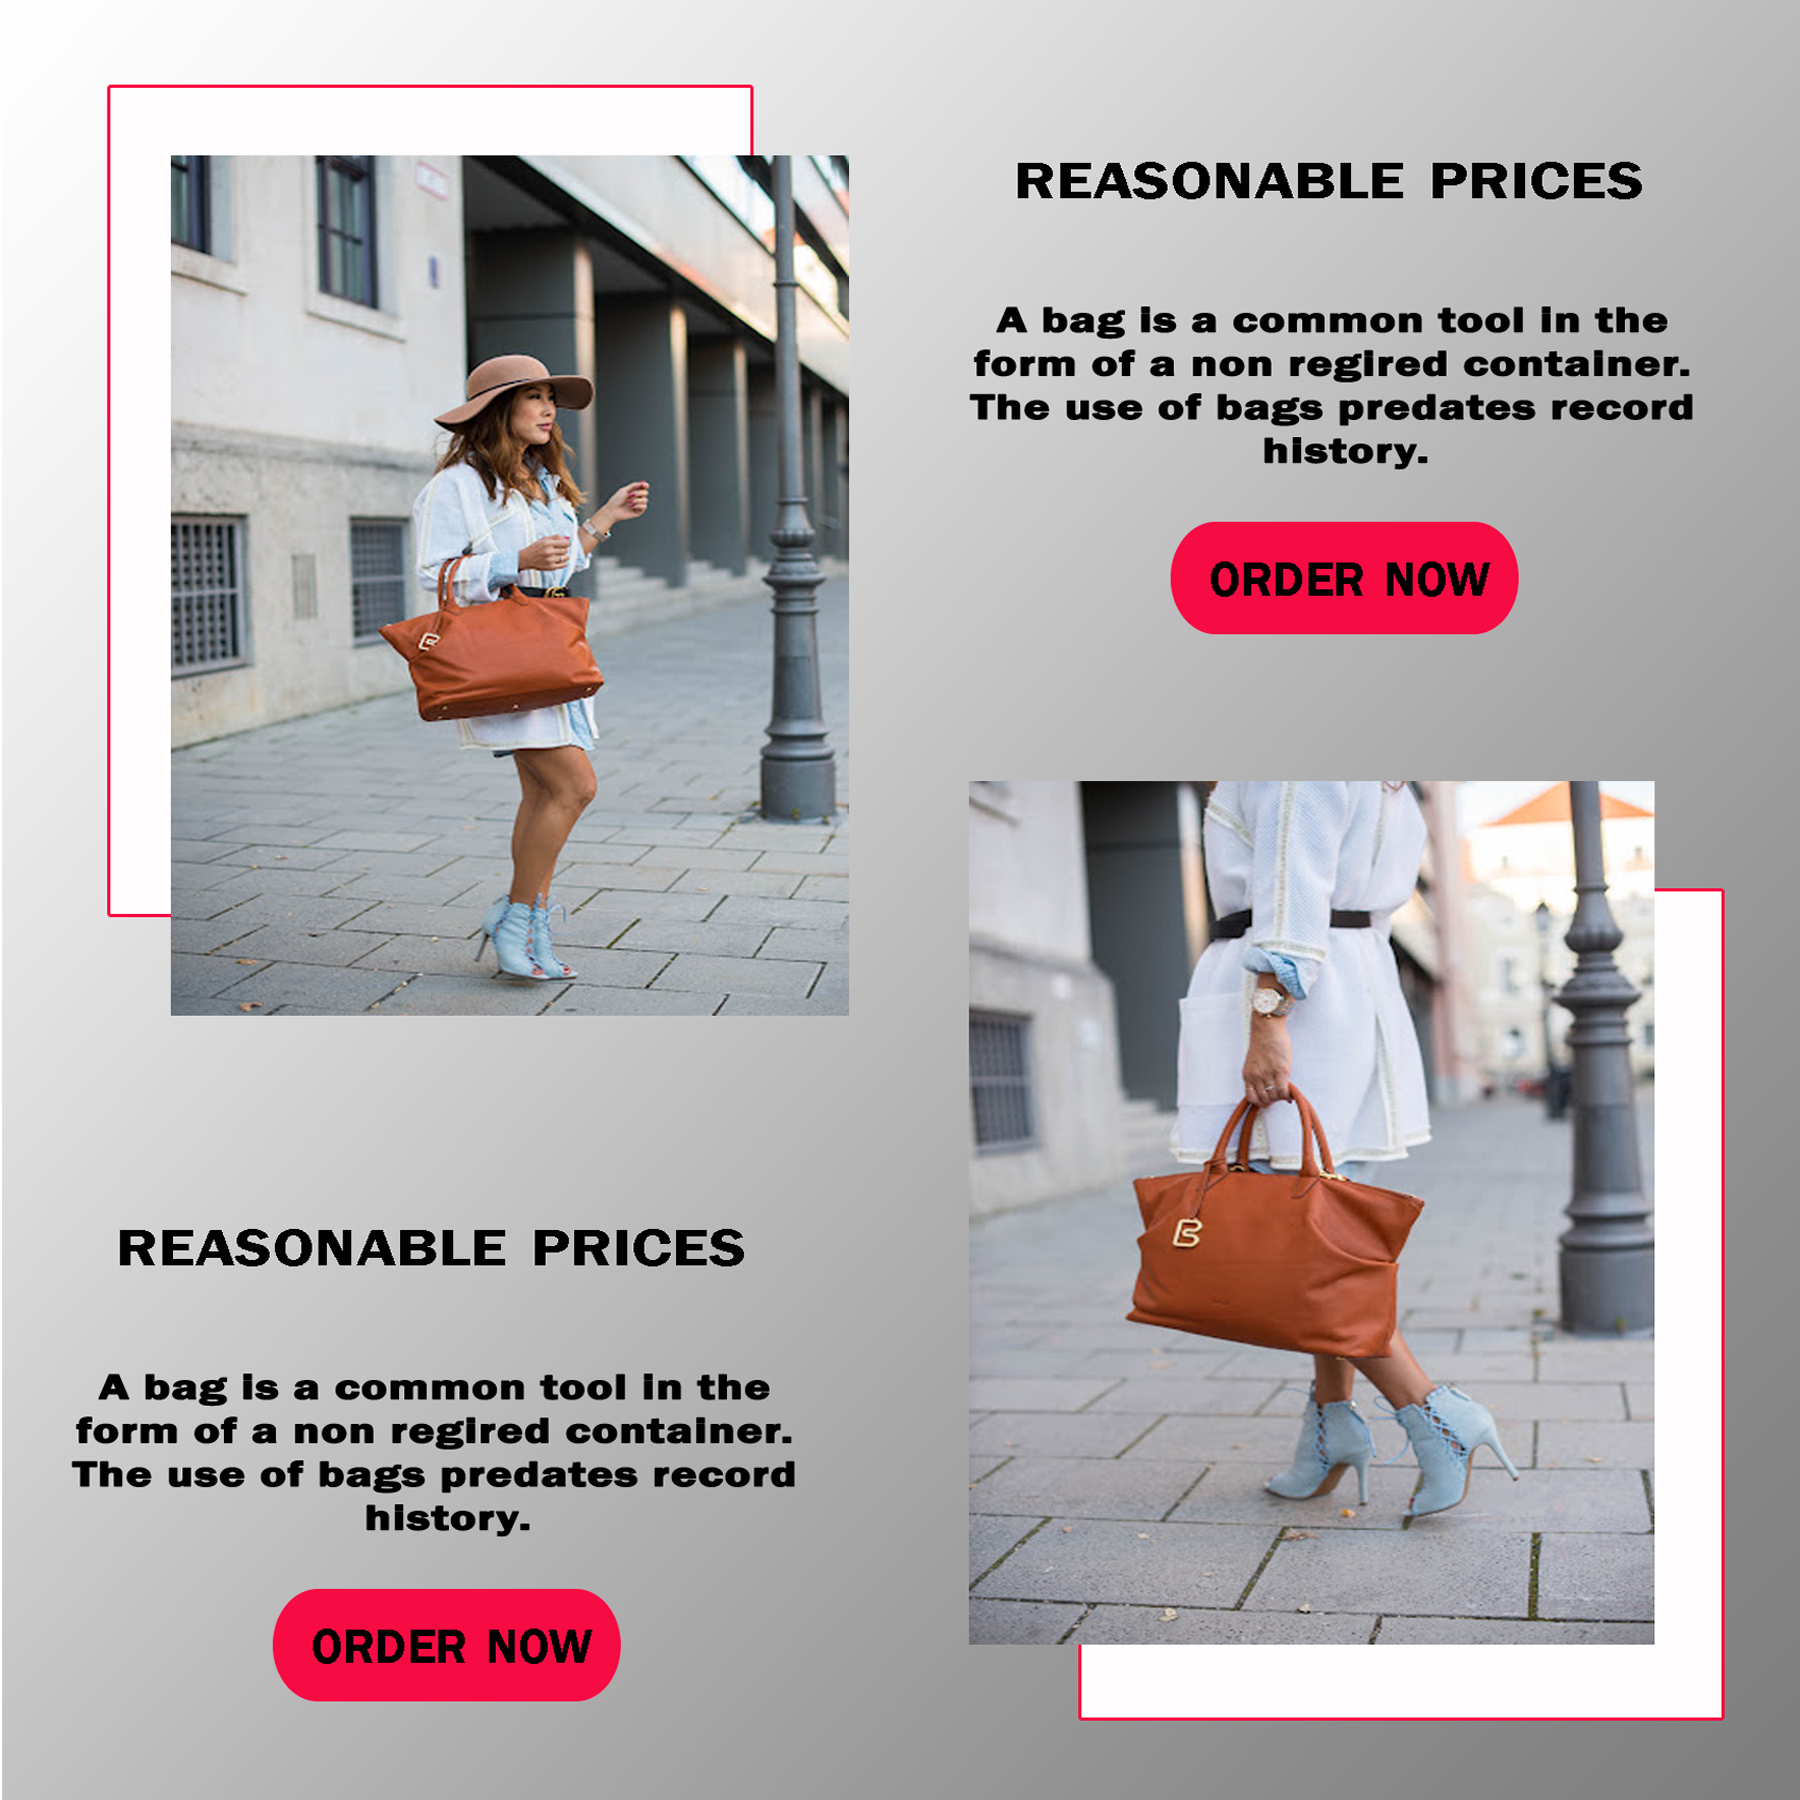 REASONABLE PRICES
A bag is a common tool in the
form of a non regired container.
The use of bags predates record
history.
ORDER NOW
REASONABLE PRICES
A bag is a common tool in the
form of a non regired container.
The use of bags predates record
history.
ORDER NOW